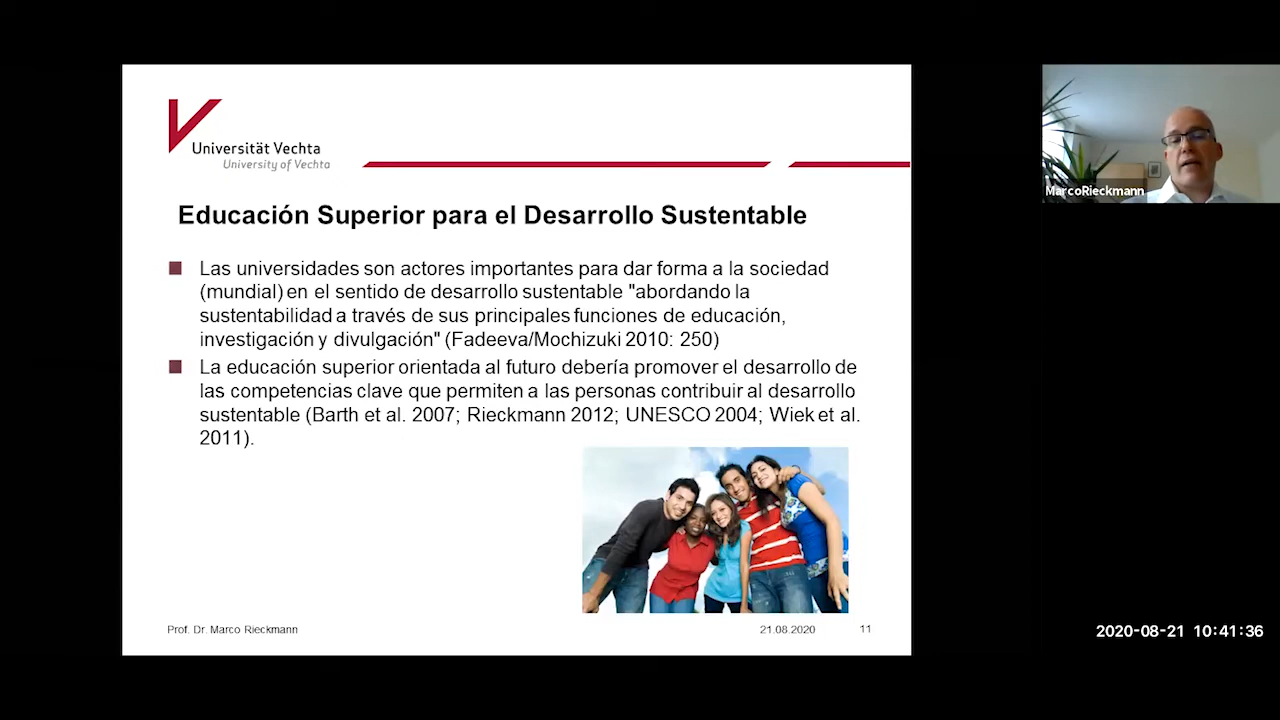 Universität Vechta
University of Vechta
Educación Superior para el Desarrollo Sustentable
Las universidades son actores importantes para dar forma a la sociedad
(mundial) en el sentido de desarrollo sustentable "abordando la
sustentabilidad a través de sus principales funciones de educación,
investigación y divulgación" (Fadeeva/Mochizuki 2010: 250)
La educación superior orientada al futuro debería promover el desarrollo de
las competencias clave que permiten a las personas contribuir al desarrollo
sustentable (Barth et al. 2007; Rieckmann 2012; UNESCO 2004; Wiek et al.
2011).
Prof. Dr. Marco Rieckmann
21.08.2020
11
MarcoRieckmann
2020-08-21 10:41:36